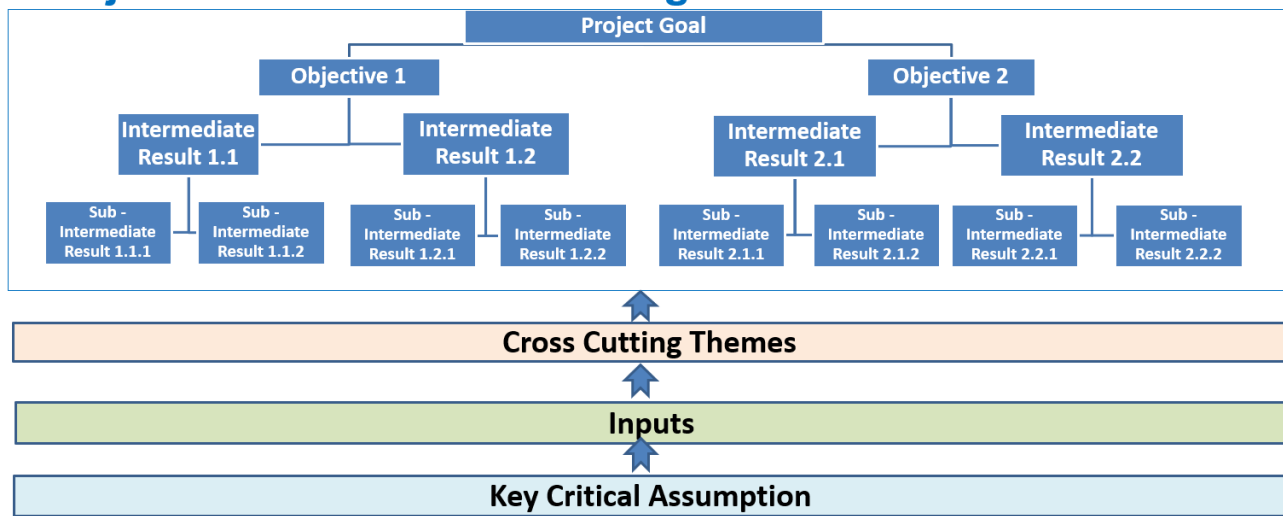 Project Goal
Objective 1
Objective 2
Intermediate
Result 1.1
Intermediate
Result 1.2
Intermediate
Result 2.1
Intermediate
Result 2.2
Sub -
Intermediate
Result 1.1.1
Sub -
Intermediate
Result 1.1.2
Sub -
Intermediate
Result 1.2.1
Sub -
Intermediate
Result 1.2.2
Sub -
Intermediate
Result 2.1.1
Sub -
Intermediate
Result 2.1.2
Sub -
Intermediate
Result 2.2.1
Sub -
Intermediate
Result 2.2.2
Cross Cutting Themes
Inputs
Key Critical Assumption